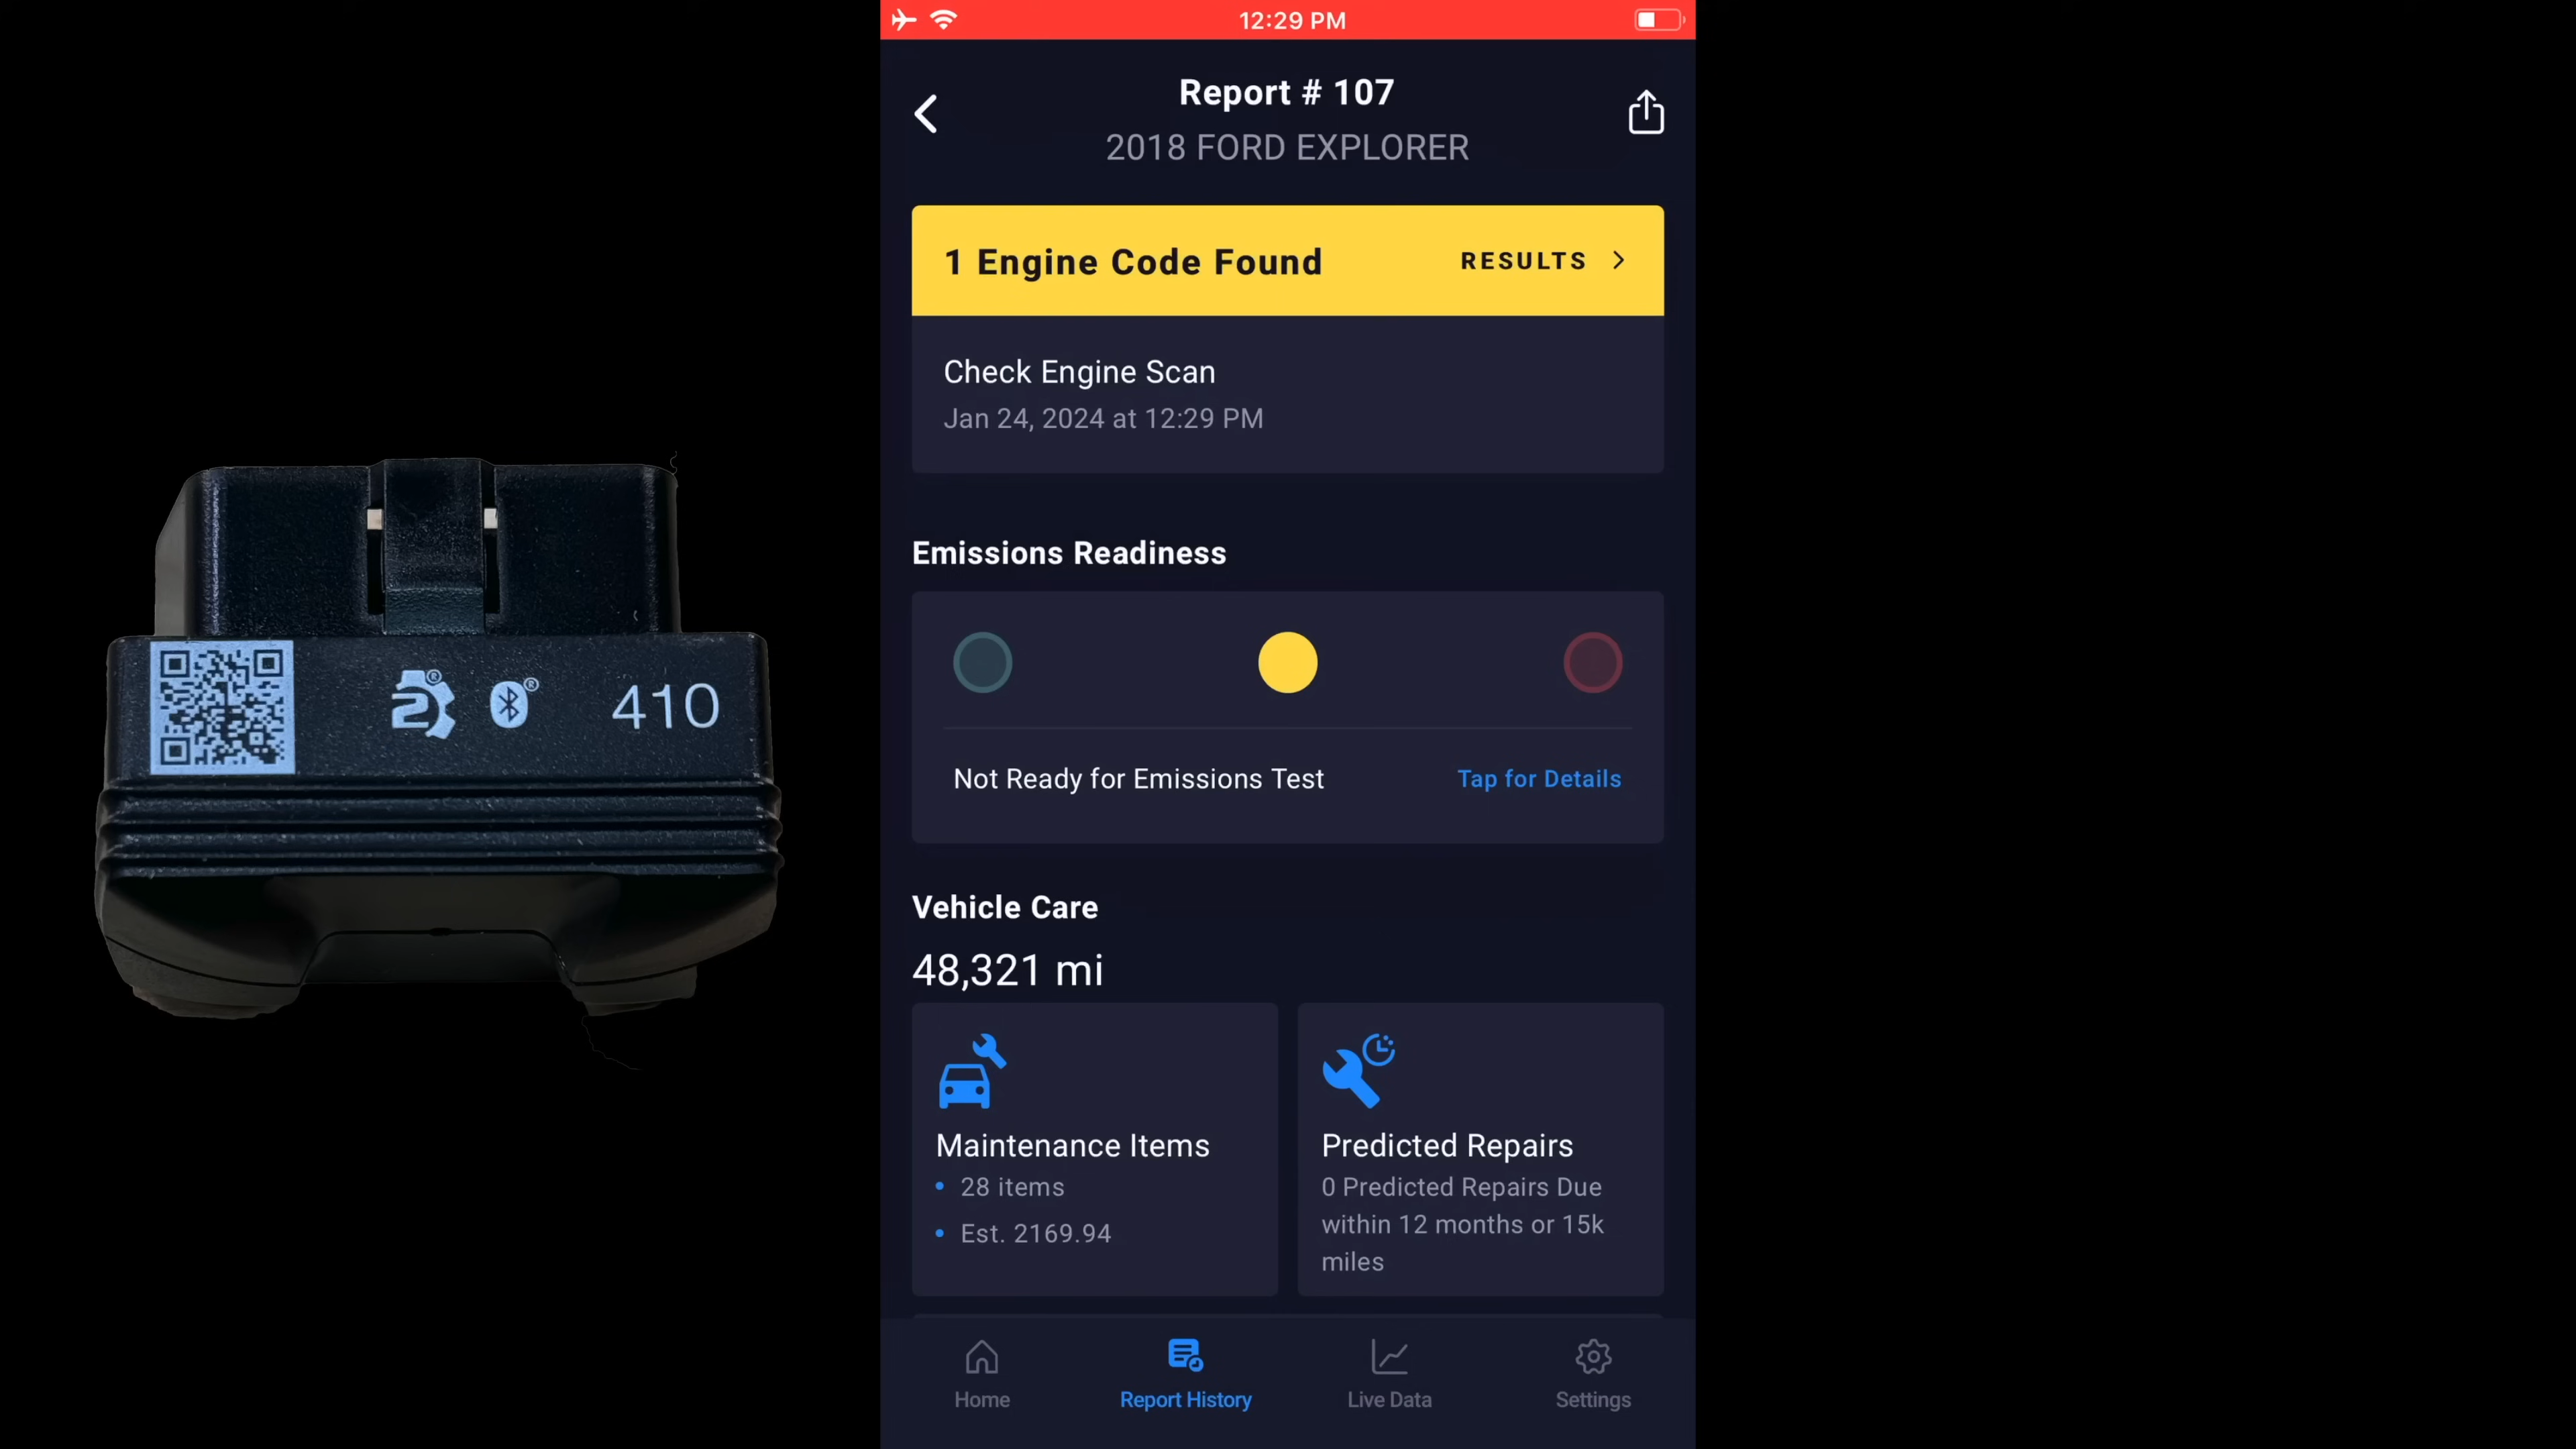 12:29 PM
Report # 107
2018 FORD EXPLORER
1 Engine Code Found
RESULTS
Check Engine Scan
Jan 24, 2024 at 12:29 PM
Emissions Readiness
Not Ready for Emissions Test
Tap for Details
Vehicle Care
48,321 mi
Maintenance Items
• 28 items
• Est. 2169.94
Predicted Repairs
0 Predicted Repairs Due
within 12 months or 15k
miles
Home
Report History
Live Data
Settings
2® ® 410